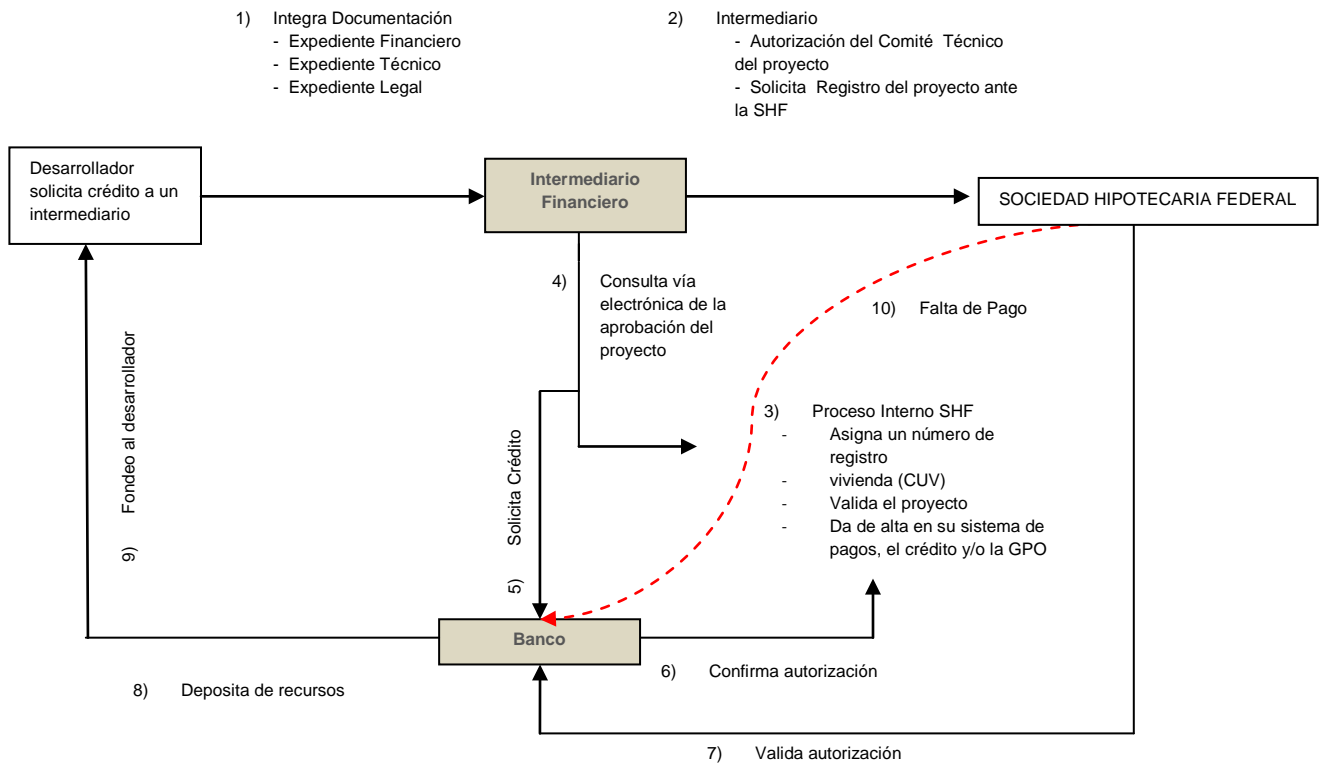 1) Integra Documentación
- Expediente Financiero
- Expediente Técnico
- Expediente Legal
2) Intermediario
- Autorización del Comité Técnico
del proyecto
- Solicita Registro del proyecto ante
la SHF
Desarrollador
solicita crédito a un
intermediario
Intermediario
Financiero
SOCIEDAD HIPOTECARIA FEDERAL
4) Consulta vía
electrónica de la
aprobación del
proyecto
10) Falta de Pago
9) Fondeo al desarrollador
5) Solicita Crédito
3) Proceso Interno SHF
- Asigna un número de
registro
- vivienda (CUV)
- Valida el proyecto
- Da de alta en su sistema de
pagos, el crédito y/o la GPO
Banco
6) Confirma autorización
8) Deposita de recursos
7) Valida autorización